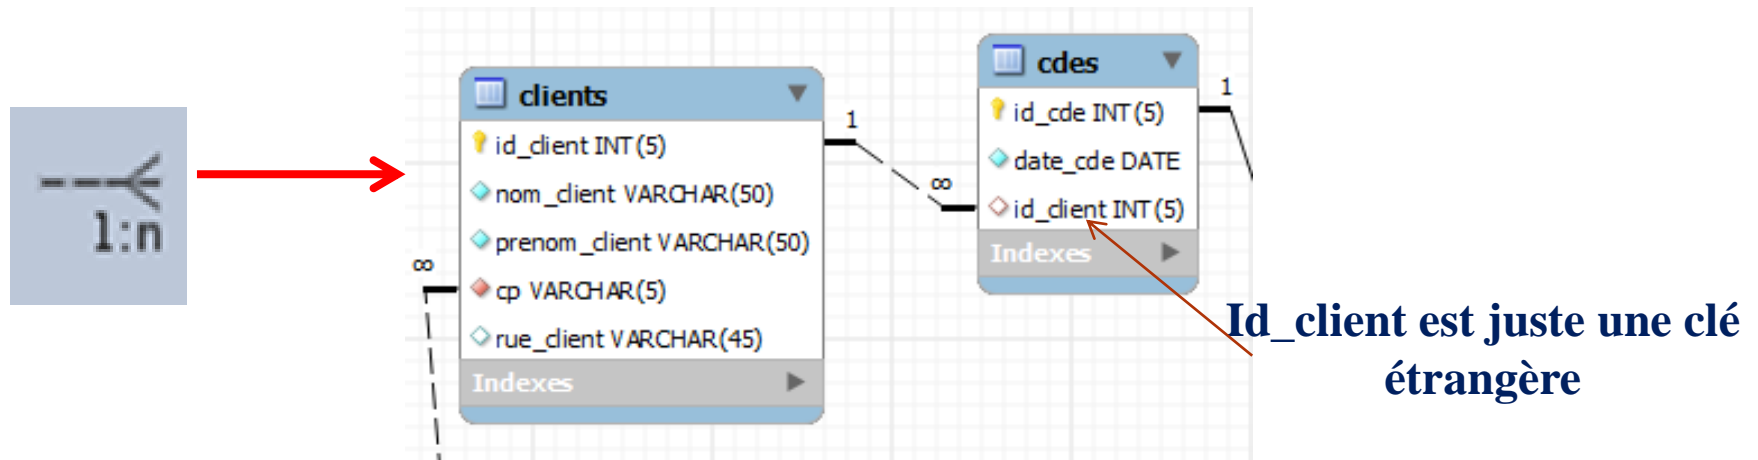 1:n
clients
id_client INT(5)
nom_client VARCHAR(50)
prenom_client VARCHAR(50)
cp VARCHAR(5)
rue_client VARCHAR(45)
Indexes
∞
1
∞
cdes
id_cde INT(5)
date_cde DATE
id_client INT(5)
Indexes
1
Id_client est juste une clé
étrangère